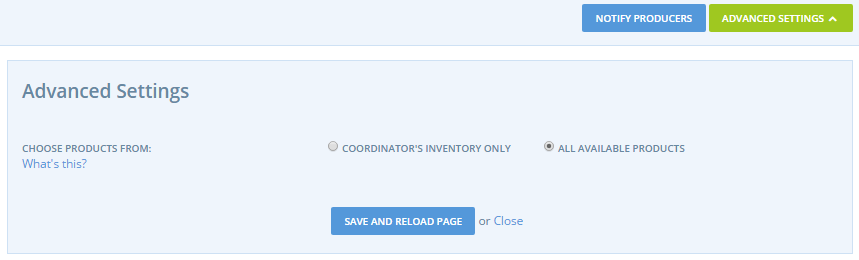 NOTIFY PRODUCERS ADVANCED SETTINGS
Advanced Settings
CHOOSE PRODUCTS FROM: COORDINATOR'S INVENTORY ONLY ALL AVAILABLE PRODUCTS
What's this?
SAVE AND RELOAD PAGE or Close